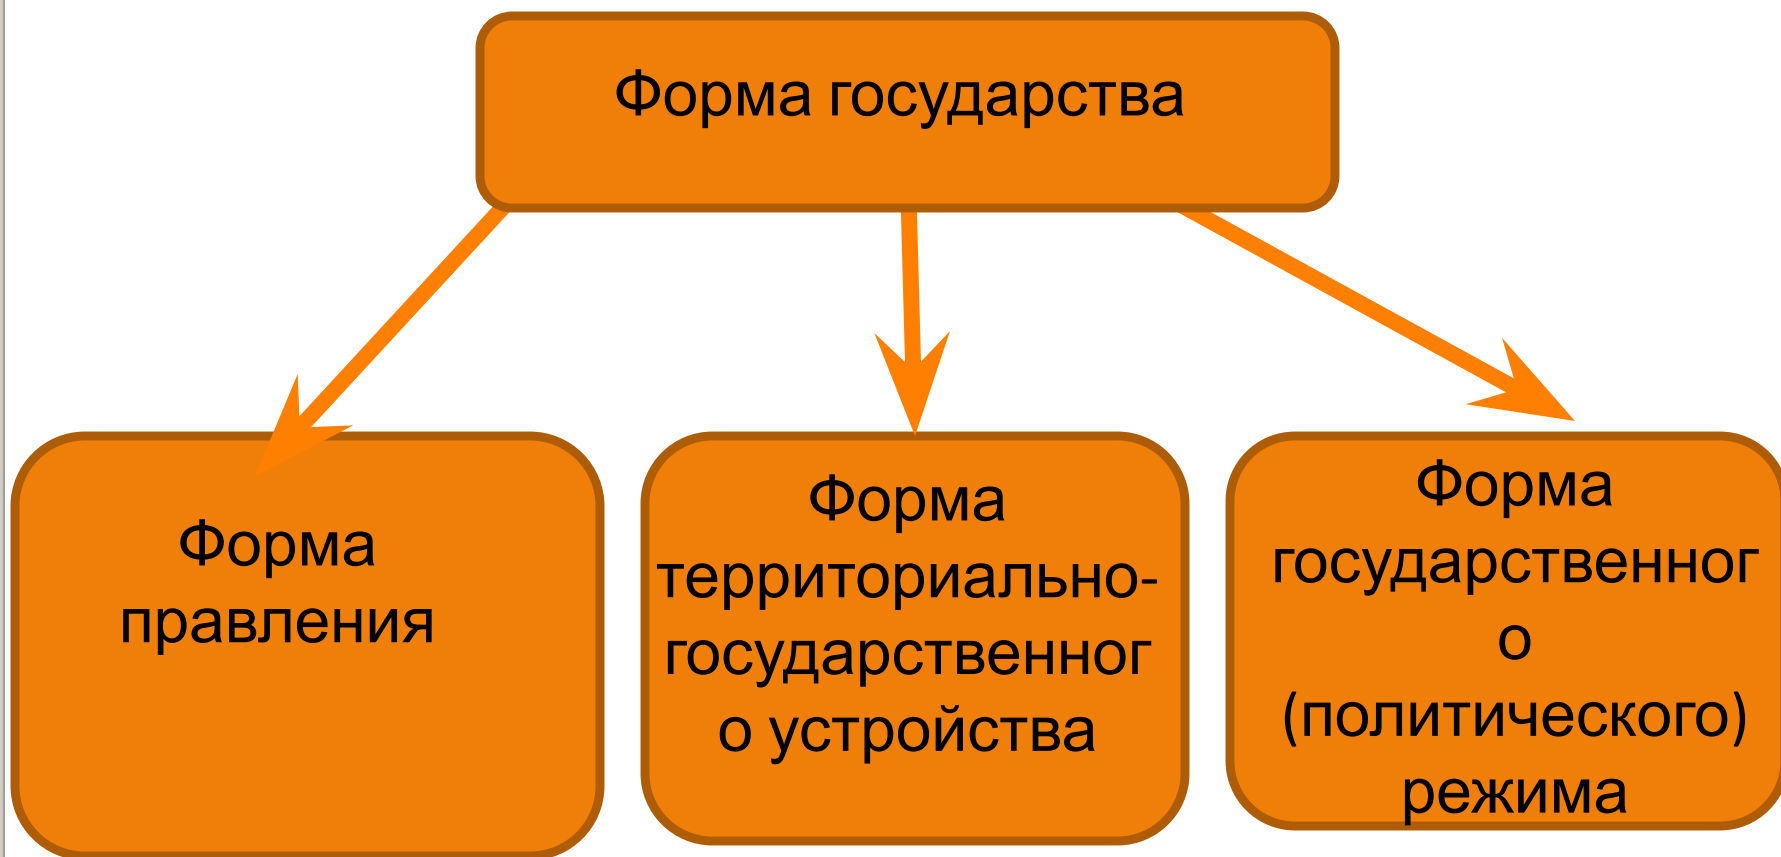 Форма государства
Форма
правления
Форма
территориально-
государственног
о устройства
Форма
государственног
о
(политического)
режима